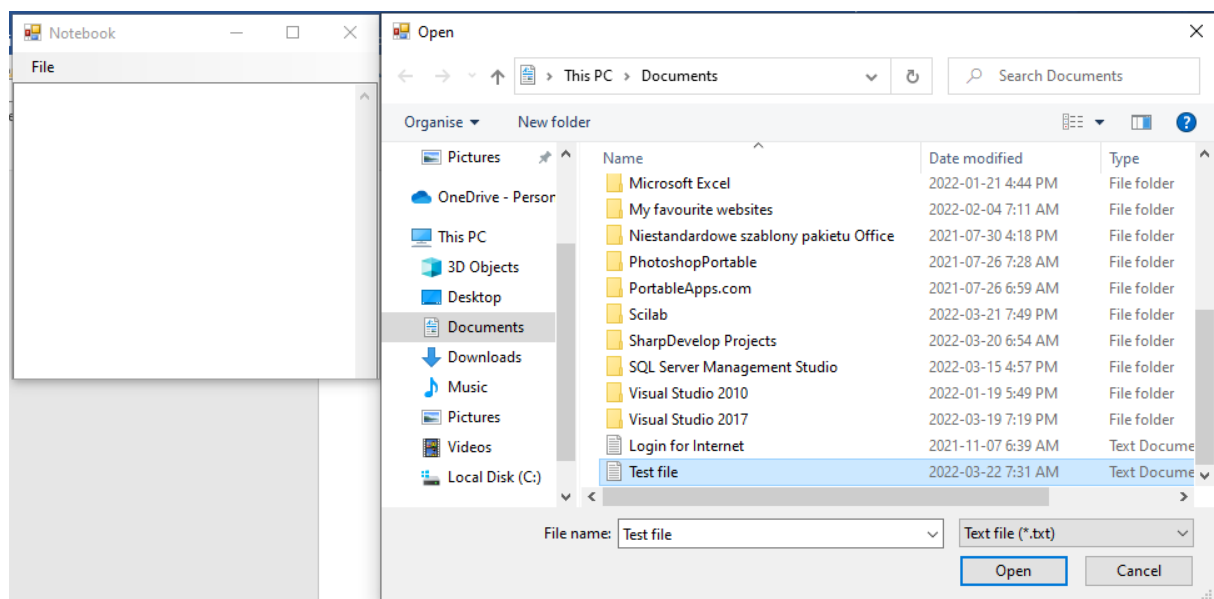 Notebook
File
Open
This PC > Documents
Search Documents
Organise
New folder
Pictures
OneDrive - Person
This PC
3D Objects
Desktop
Documents
Downloads
Music
Pictures
Videos
Local Disk (C:)
Name Date modified Type
Microsoft Excel 2022-01-21 4:44 PM File folder
My favourite websites 2022-02-04 7:11 AM File folder
Niestandardowe szablony pakietu Office 2021-07-30 4:18 PM File folder
PhotoshopPortable 2021-07-26 7:28 AM File folder
PortableApps.com 2021-07-26 6:59 AM File folder
Scilab 2022-03-21 7:49 PM File folder
SharpDevelop Projects 2022-03-20 6:54 AM File folder
SQL Server Management Studio 2022-03-15 4:57 PM File folder
Visual Studio 2010 2022-01-19 5:49 PM File folder
Visual Studio 2017 2022-03-19 7:19 PM File folder
Login for Internet 2021-11-07 6:39 AM Text Docume
Test file 2022-03-22 7:31 AM Text Docume
File name: Test file Text file (*.txt)
Open Cancel